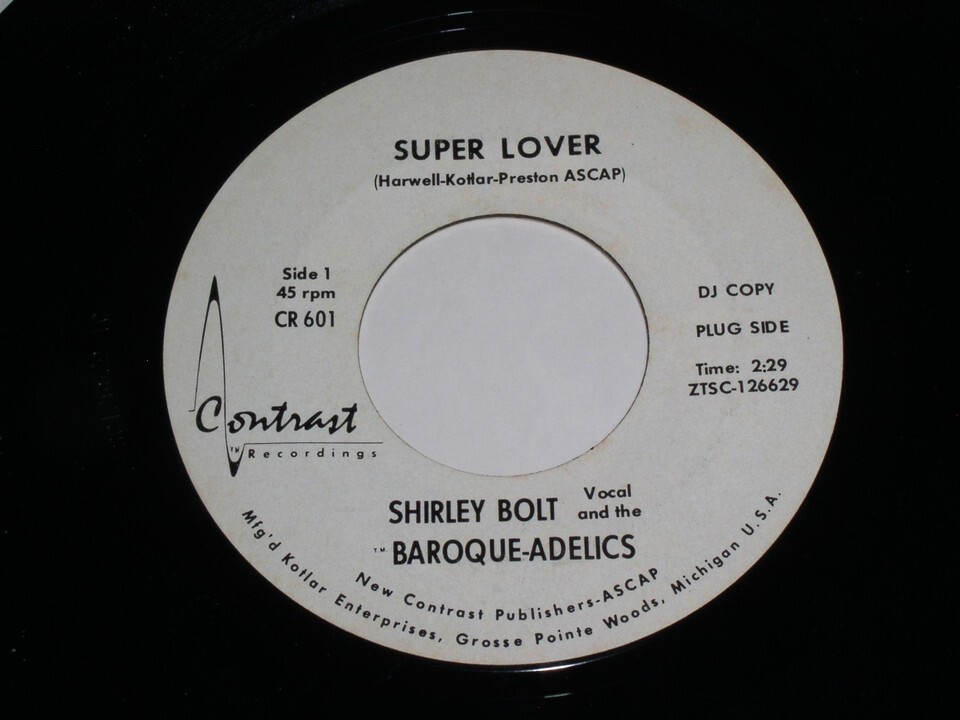 SUPER LOVER
(Harwell-Kotlar-Preston ASCAP)
Side 1
45 rpm
CR 601
DJ COPY
PLUG SIDE
Time: 2:29
ZTSC-126629
Contrast
TM Recordings
SHIRLEY BOLT Vocal and the
T.M. BAROQUE-ADELICS
New Contrast Publishers-ASCAP
Mfg'd Kotlar Enterprises, Grosse Pointe Woods, Michigan U.S.A.